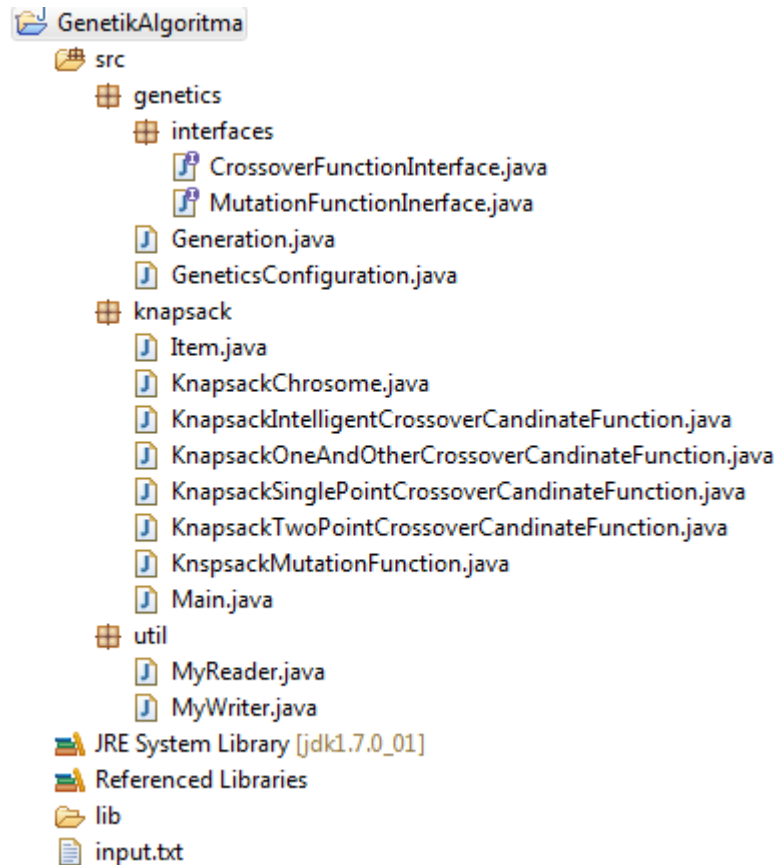 GenetikAlgoritma
src
genetics
interfaces
CrossoverFunctionInterface.java
MutationFunctionInerface.java
Generation.java
GeneticsConfiguration.java
knapsack
Item.java
KnapsackChrosome.java
KnapsackIntelligentCrossoverCandinateFunction.java
KnapsackOneAndOtherCrossoverCandinateFunction.java
KnapsackSinglePointCrossoverCandinateFunction.java
KnapsackTwoPointCrossoverCandinateFunction.java
KnspsackMutationFunction.java
Main.java
util
MyReader.java
MyWriter.java
JRE System Library [jdk1.7.0_01]
Referenced Libraries
lib
input.txt